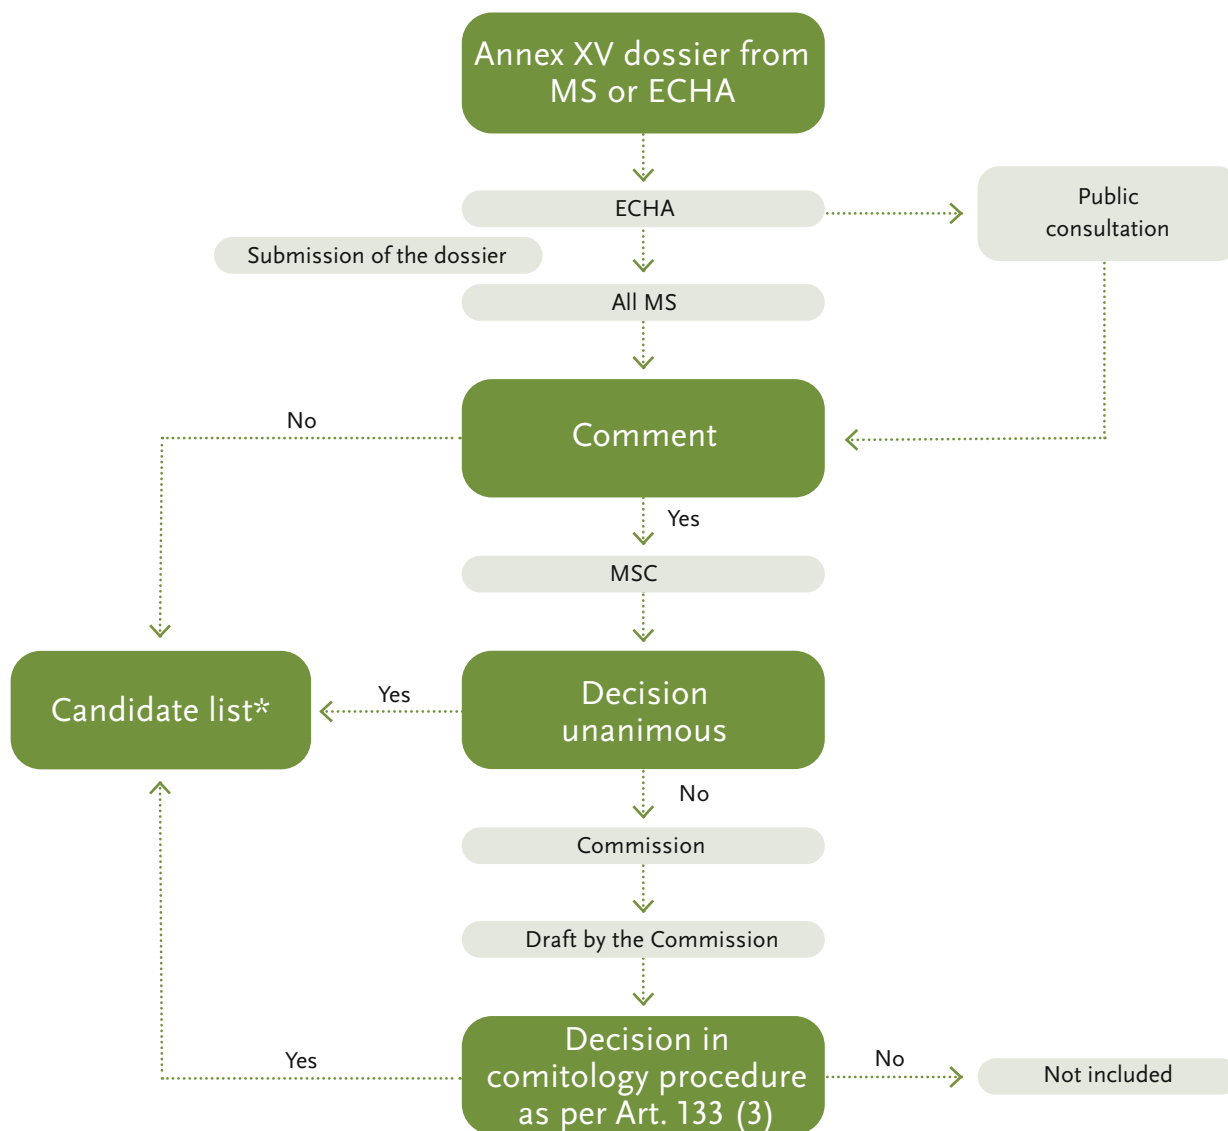 Annex XV dossier from
MS or ECHA
ECHA
Public
consultation
Submission of the dossier
All MS
No
Comment
Yes
MSC
Candidate list*
Yes
Decision
unanimous
No
Commission
Draft by the Commission
Yes
Decision in
comitology procedure
as per Art. 133 (3)
No
Not included